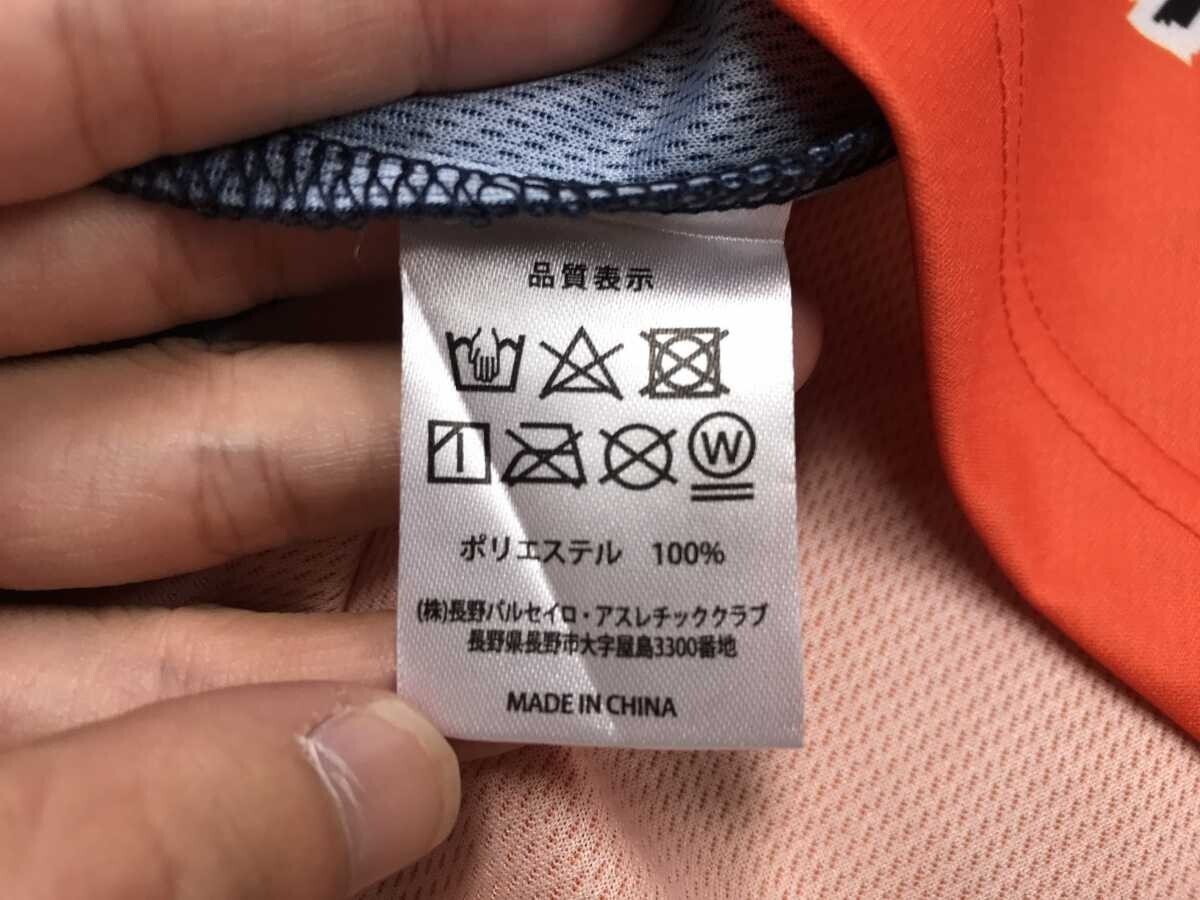 品質表示
W
ポリエステル 100%
(株)長野パルセイロ・アスレチッククラブ
長野県長野市大字屋島3300番地
MADE IN CHINA